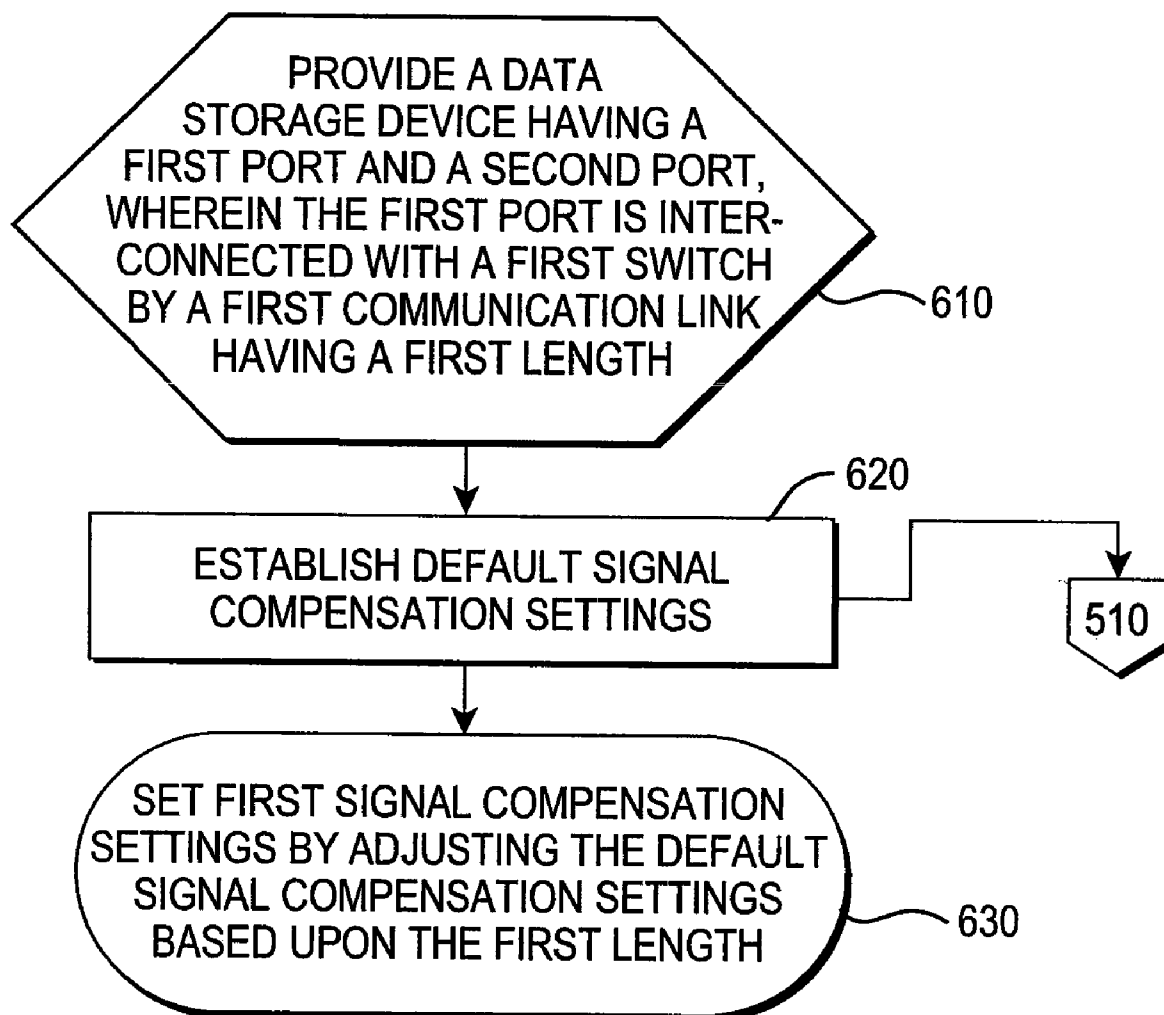 PROVIDE A DATA
STORAGE DEVICE HAVING A
FIRST PORT AND A SECOND PORT,
WHEREIN THE FIRST PORT IS INTER-
CONNECTED WITH A FIRST SWITCH
BY A FIRST COMMUNICATION LINK
HAVING A FIRST LENGTH
610
620
ESTABLISH DEFAULT SIGNAL
COMPENSATION SETTINGS
510
SET FIRST SIGNAL COMPENSATION
SETTINGS BY ADJUSTING THE DEFAULT
SIGNAL COMPENSATION SETTINGS
BASED UPON THE FIRST LENGTH
630